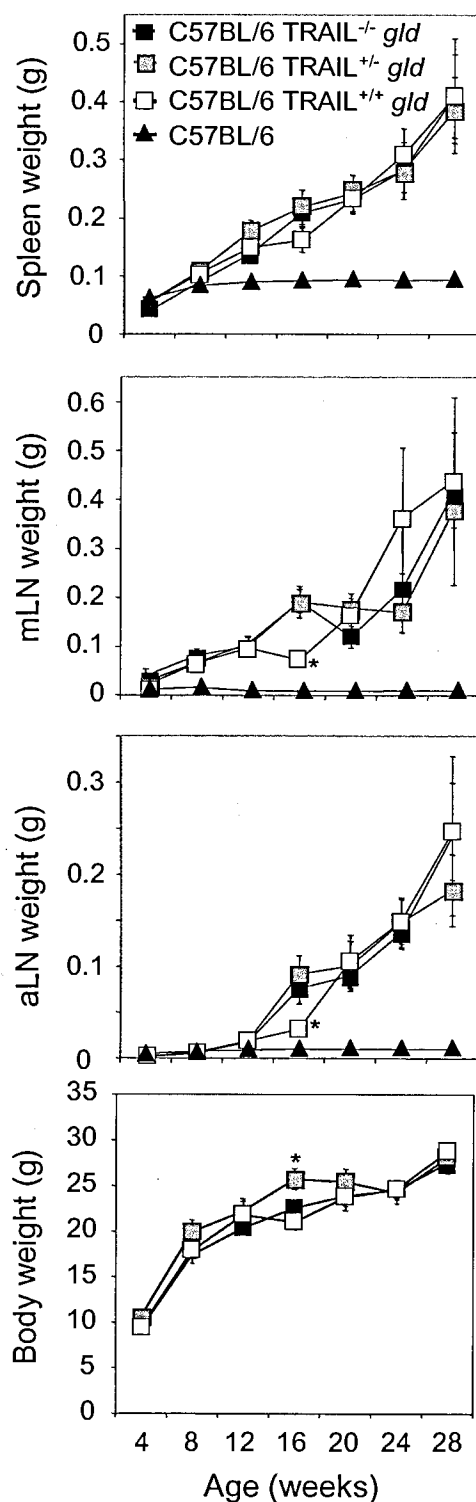 C57BL/6 TRAIL-/- gld
C57BL/6 TRAIL+/- gld
C57BL/6 TRAIL+/+ gld
C57BL/6
Spleen weight (g)
0.5
0.4
0.3
0.2
0.1
0
mLN weight (g)
0.6
0.5
0.4
0.3
0.2
0.1
0
*
aLN weight (g)
0.3
0.2
0.1
0
*
Body weight (g)
35
30
25
20
15
10
5
0
*
4 8 12 16 20 24 28
Age (weeks)